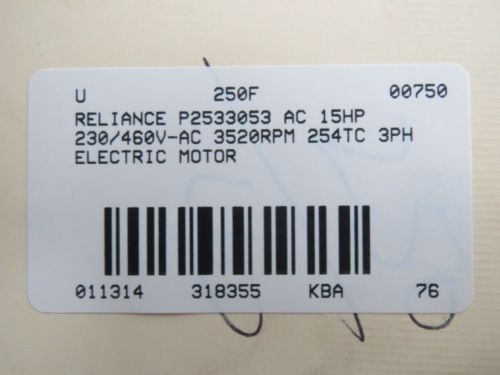 U 250F 00750
RELIANCE P2533053 AC 15HP
230/460V-AC 3520RPM 254TC 3PH
ELECTRIC MOTOR
011314 318355 KBA 76